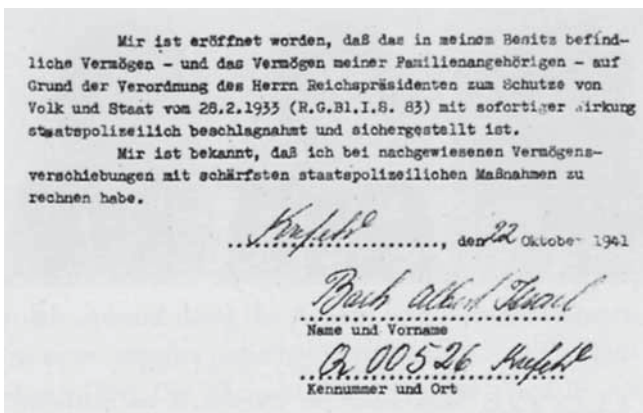 Mir ist eröffnet worden, daß das in meinem Besitz befind-
liche Vermögen - und das Vermögen meiner Familienangehörigen - auf
Grund der Verordnung des Herrn Reichspräsidenten zum Schutze von
Volk und Staat vom 28.2.1933 (R.G.Bl.I.S. 83) mit sofortiger Wirkung
staatspolizeilich beschlagnahmt und sichergestellt ist.
Mir ist bekannt, daß ich bei nachgewiesenen Vermögens-
verschiebungen mit schärfsten staatspolizeilichen Maßnahmen zu
rechnen habe.
Krefeld, den 22 Oktober 1941
Bach Albert Israel
Name und Vorname
00526 Krefeld
Kennummer und Ort